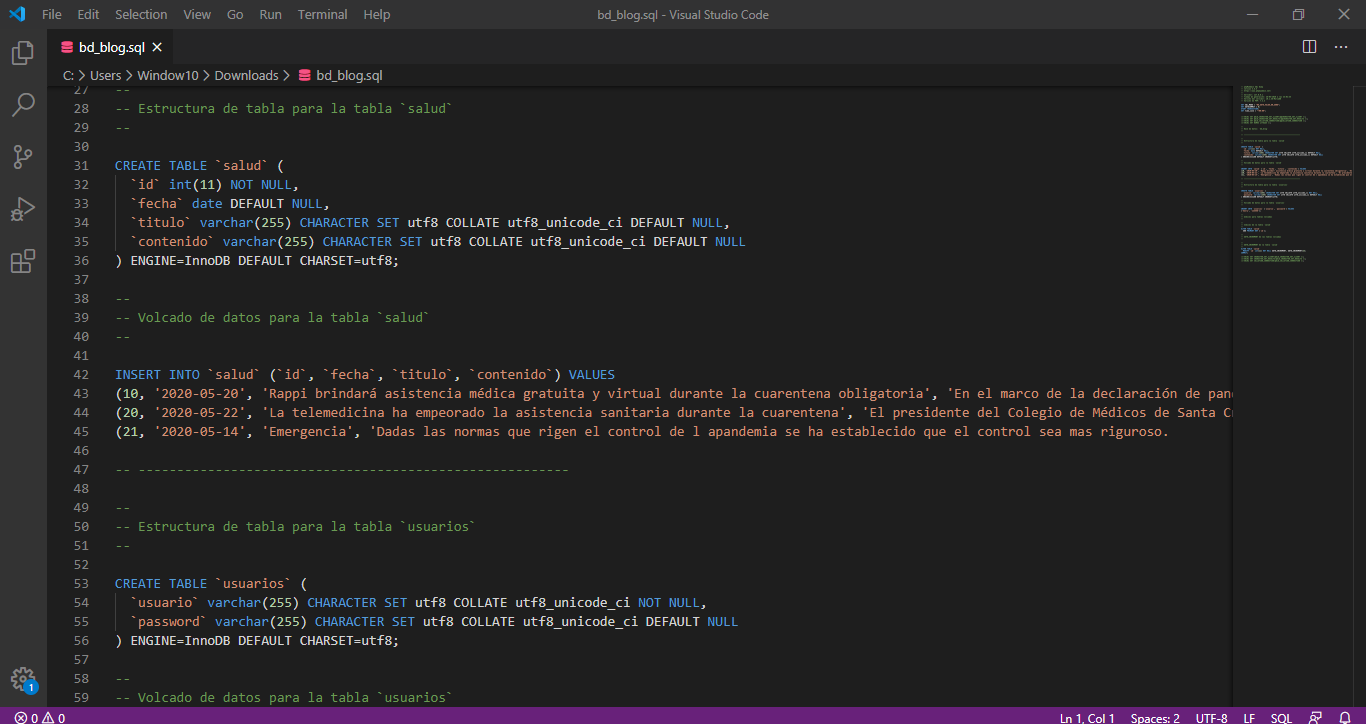 File Edit Selection View Go Run Terminal Help bd_blog.sql - Visual Studio Code
bd_blog.sql
C: > Users > Window10 > Downloads > bd_blog.sql
27 --
28 -- Estructura de tabla para la tabla `salud`
29 --
30
31 CREATE TABLE `salud` (
32 `id` int(11) NOT NULL,
33 `fecha` date DEFAULT NULL,
34 `titulo` varchar(255) CHARACTER SET utf8 COLLATE utf8_unicode_ci DEFAULT NULL,
35 `contenido` varchar(255) CHARACTER SET utf8 COLLATE utf8_unicode_ci DEFAULT NULL
36 ) ENGINE=InnoDB DEFAULT CHARSET=utf8;
37
38 --
39 -- Volcado de datos para la tabla `salud`
40 --
41
42 INSERT INTO `salud` (`id`, `fecha`, `titulo`, `contenido`) VALUES
43 (10, '2020-05-20', 'Rappi brindará asistencia médica gratuita y virtual durante la cuarentena obligatoria', 'En el marco de la declaración de pan
44 (20, '2020-05-22', 'La telemedicina ha empeorado la asistencia sanitaria durante la cuarentena', 'El presidente del Colegio de Médicos de Santa C
45 (21, '2020-05-14', 'Emergencia', 'Dadas las normas que rigen el control de l apandemia se ha establecido que el control sea mas riguroso.
46
47 -- --------------------------------------------------------
48
49 --
50 -- Estructura de tabla para la tabla `usuarios`
51 --
52
53 CREATE TABLE `usuarios` (
54 `usuario` varchar(255) CHARACTER SET utf8 COLLATE utf8_unicode_ci NOT NULL,
55 `password` varchar(255) CHARACTER SET utf8 COLLATE utf8_unicode_ci DEFAULT NULL
56 ) ENGINE=InnoDB DEFAULT CHARSET=utf8;
57
58 --
59 -- Volcado de datos para la tabla `usuarios`
1
0 0 Ln 1, Col 1 Spaces: 2 UTF-8 LF SQL